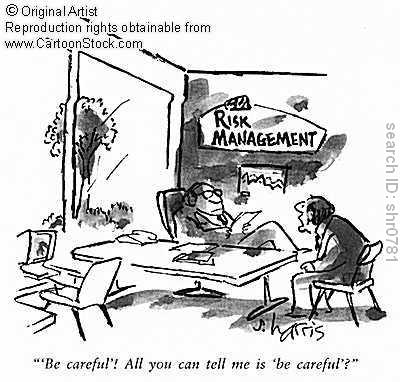 © Original Artist
Reproduction rights obtainable from
www.CartoonStock.com
RISK
MANAGEMENT
search ID: shr0781
S. Harris
“‘Be careful’! All you can tell me is ‘be careful’?”